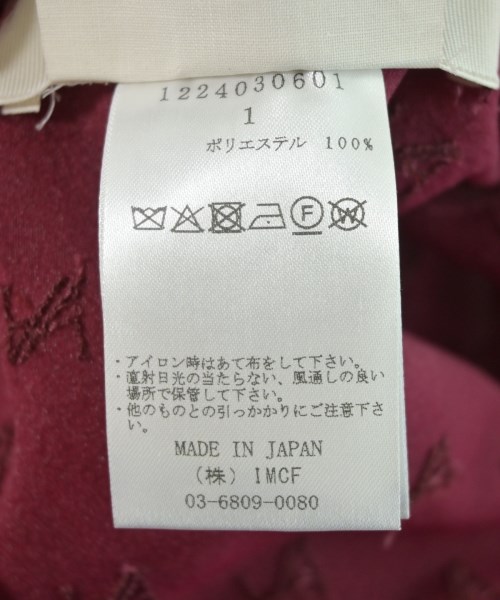 1224030601
1
ポリエステル 100%
F W
・アイロン時はあて布をして下さい。
・直射日光の当たらない、風通しの良い
場所で保管して下さい。
・他のものとの引っかかりにご注意下さ
い。
MADE IN JAPAN
(株) IMCF
03-6809-0080